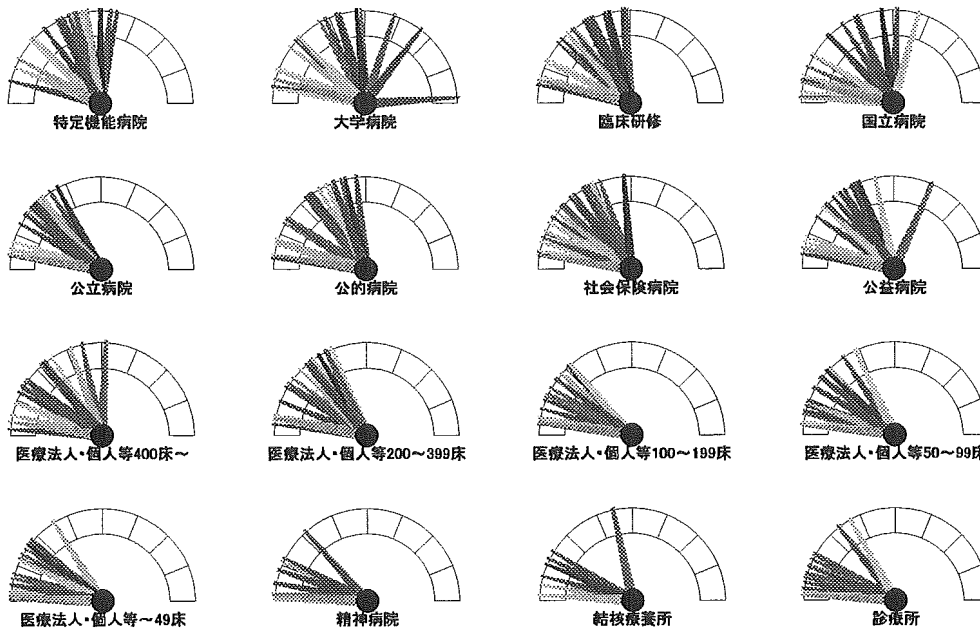 特定機能病院
大学病院
臨床研修
国立病院
公立病院
公的病院
社会保険病院
公益病院
医療法人・個人等400床～
医療法人・個人等200～399床
医療法人・個人等100～199床
医療法人・個人等50～99床
医療法人・個人等～49床
精神病院
結核療養所
診療所